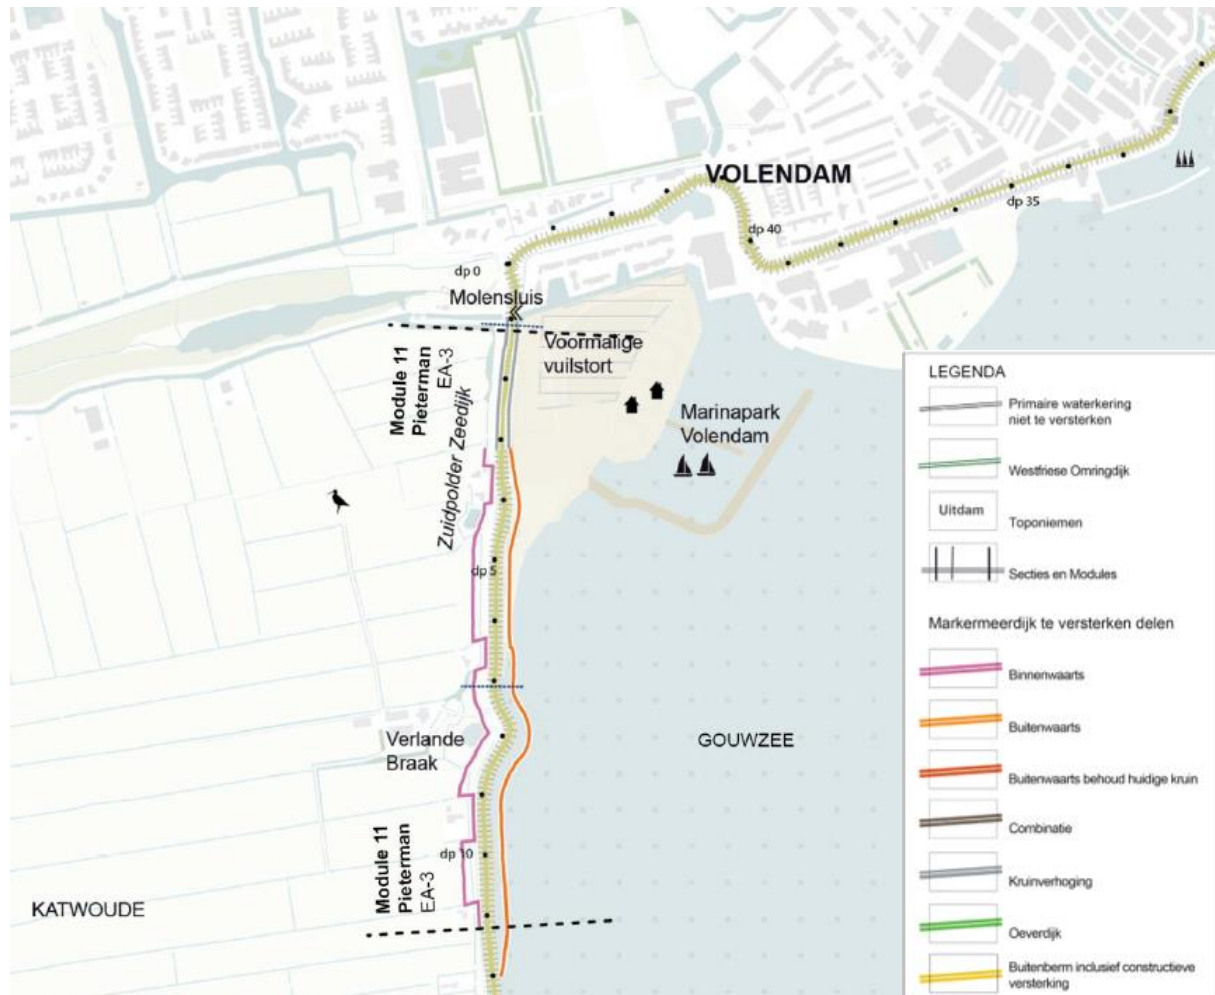 VOLENDAM
dp 35
dp 40
dp 0
Molensluis
Voormalige
vuilstort
Module 11
Pieterman
EA-3
Zuidpolder Zeedijk
Marinapark
Volendam
dp 5
Verlande
Braak
GOUWZEE
Module 11
Pieterman
EA-3
dp 10
KATWOUDE
LEGENDA
Primaire waterkering
niet te versterken
Westfriese Omringdijk
Uitdam
Toponiemen
Secties en Modules
Markermeerdijk te versterken delen
Binnenwaarts
Buitenwaarts
Buitenwaarts behoud huidige kruin
Combinatie
Kruinverhoging
Oeverdijk
Buitenberm inclusief constructieve
versterking